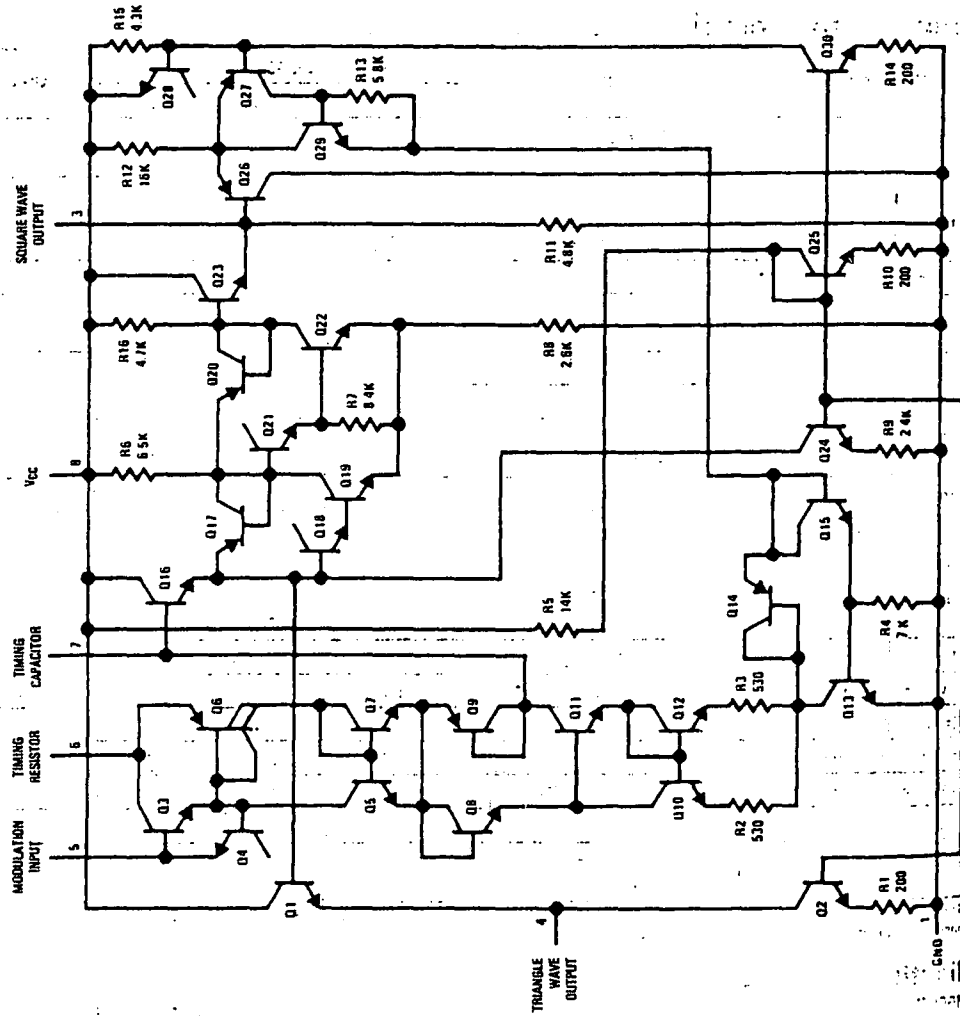 R15
4.3K
Q28
Q27
R13
5.8K
R12
15K
Q29
Q26
SQUARE WAVE
OUTPUT
3
Q23
R16
4.7K
Q20
Q22
Q21
R7
8.4K
VCC
8
R6
6.5K
Q17
Q19
Q18
Q16
TIMING
CAPACITOR
7
TIMING
RESISTOR
6
MODULATION
INPUT
5
Q3
Q6
Q4
Q7
Q5
Q9
Q8
Q11
Q12
Q10
R3
530
R2
530
Q1
4
TRIANGLE
WAVE
OUTPUT
Q2
R1
200
1
GND
R5
14K
Q14
Q15
R4
7K
Q13
Q24
R9
2.4K
R8
2.6K
R11
4.8K
Q25
R10
200
Q30
R14
200